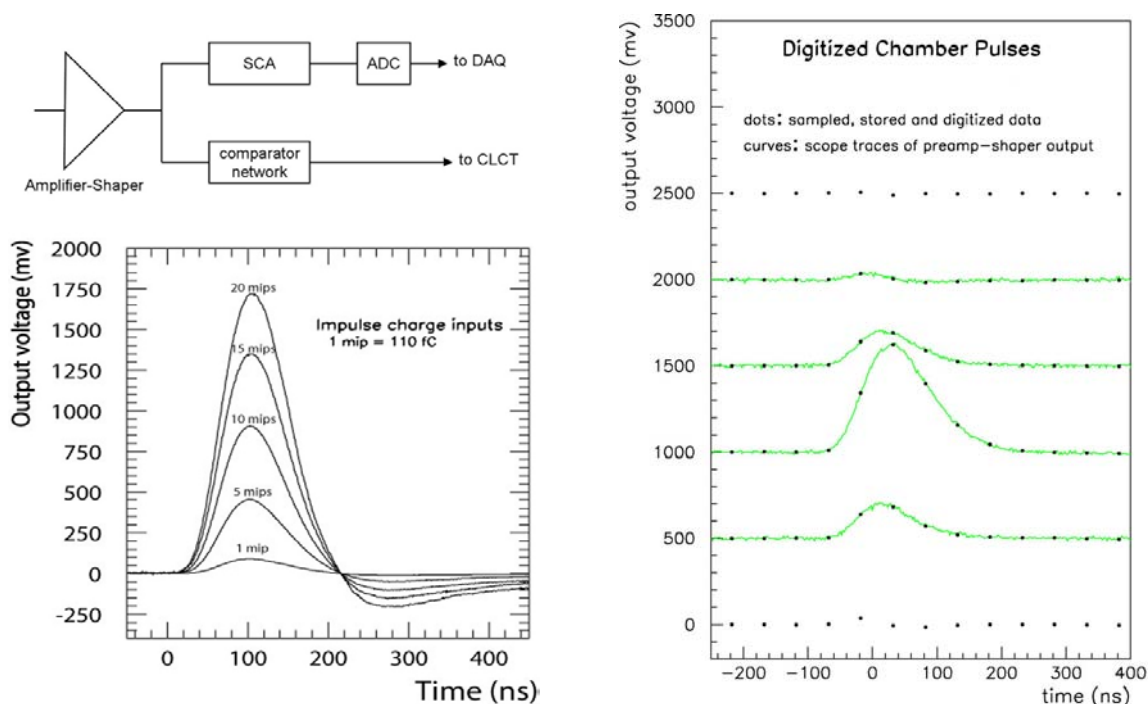 SCA
ADC
to DAQ
comparator
network
to CLCT
Amplifier-Shaper
Output voltage (mv)
2000
1750
1500
1250
1000
750
500
250
0
-250
20 mips
15 mips
10 mips
5 mips
1 mip
Impulse charge inputs
1 mip = 110 fC
0
100
200
300
400
Time (ns)
output voltage (mv)
3500
3000
2500
2000
1500
1000
500
0
Digitized Chamber Pulses
dots: sampled, stored and digitized data
curves: scope traces of preamp-shaper output
-200
-100
0
100
200
300
400
time (ns)